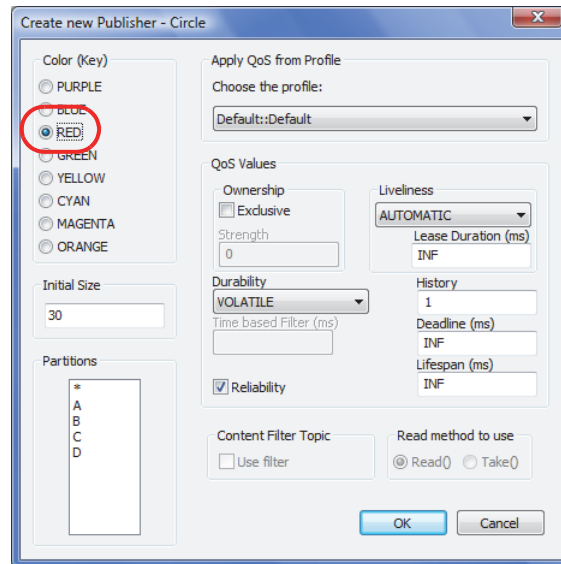 Create new Publisher - Circle
Color (Key)
PURPLE
BLUE
RED
GREEN
YELLOW
CYAN
MAGENTA
ORANGE
Initial Size
30
Partitions
*
A
B
C
D
Apply QoS from Profile
Choose the profile:
Default::Default
QoS Values
Ownership
Exclusive
Strength
0
Liveliness
AUTOMATIC
Lease Duration (ms)
INF
Durability
VOLATILE
Time based Filter (ms)
Reliability
History
1
Deadline (ms)
INF
Lifespan (ms)
INF
Content Filter Topic
Use filter
Read method to use
Read() Take()
OK Cancel